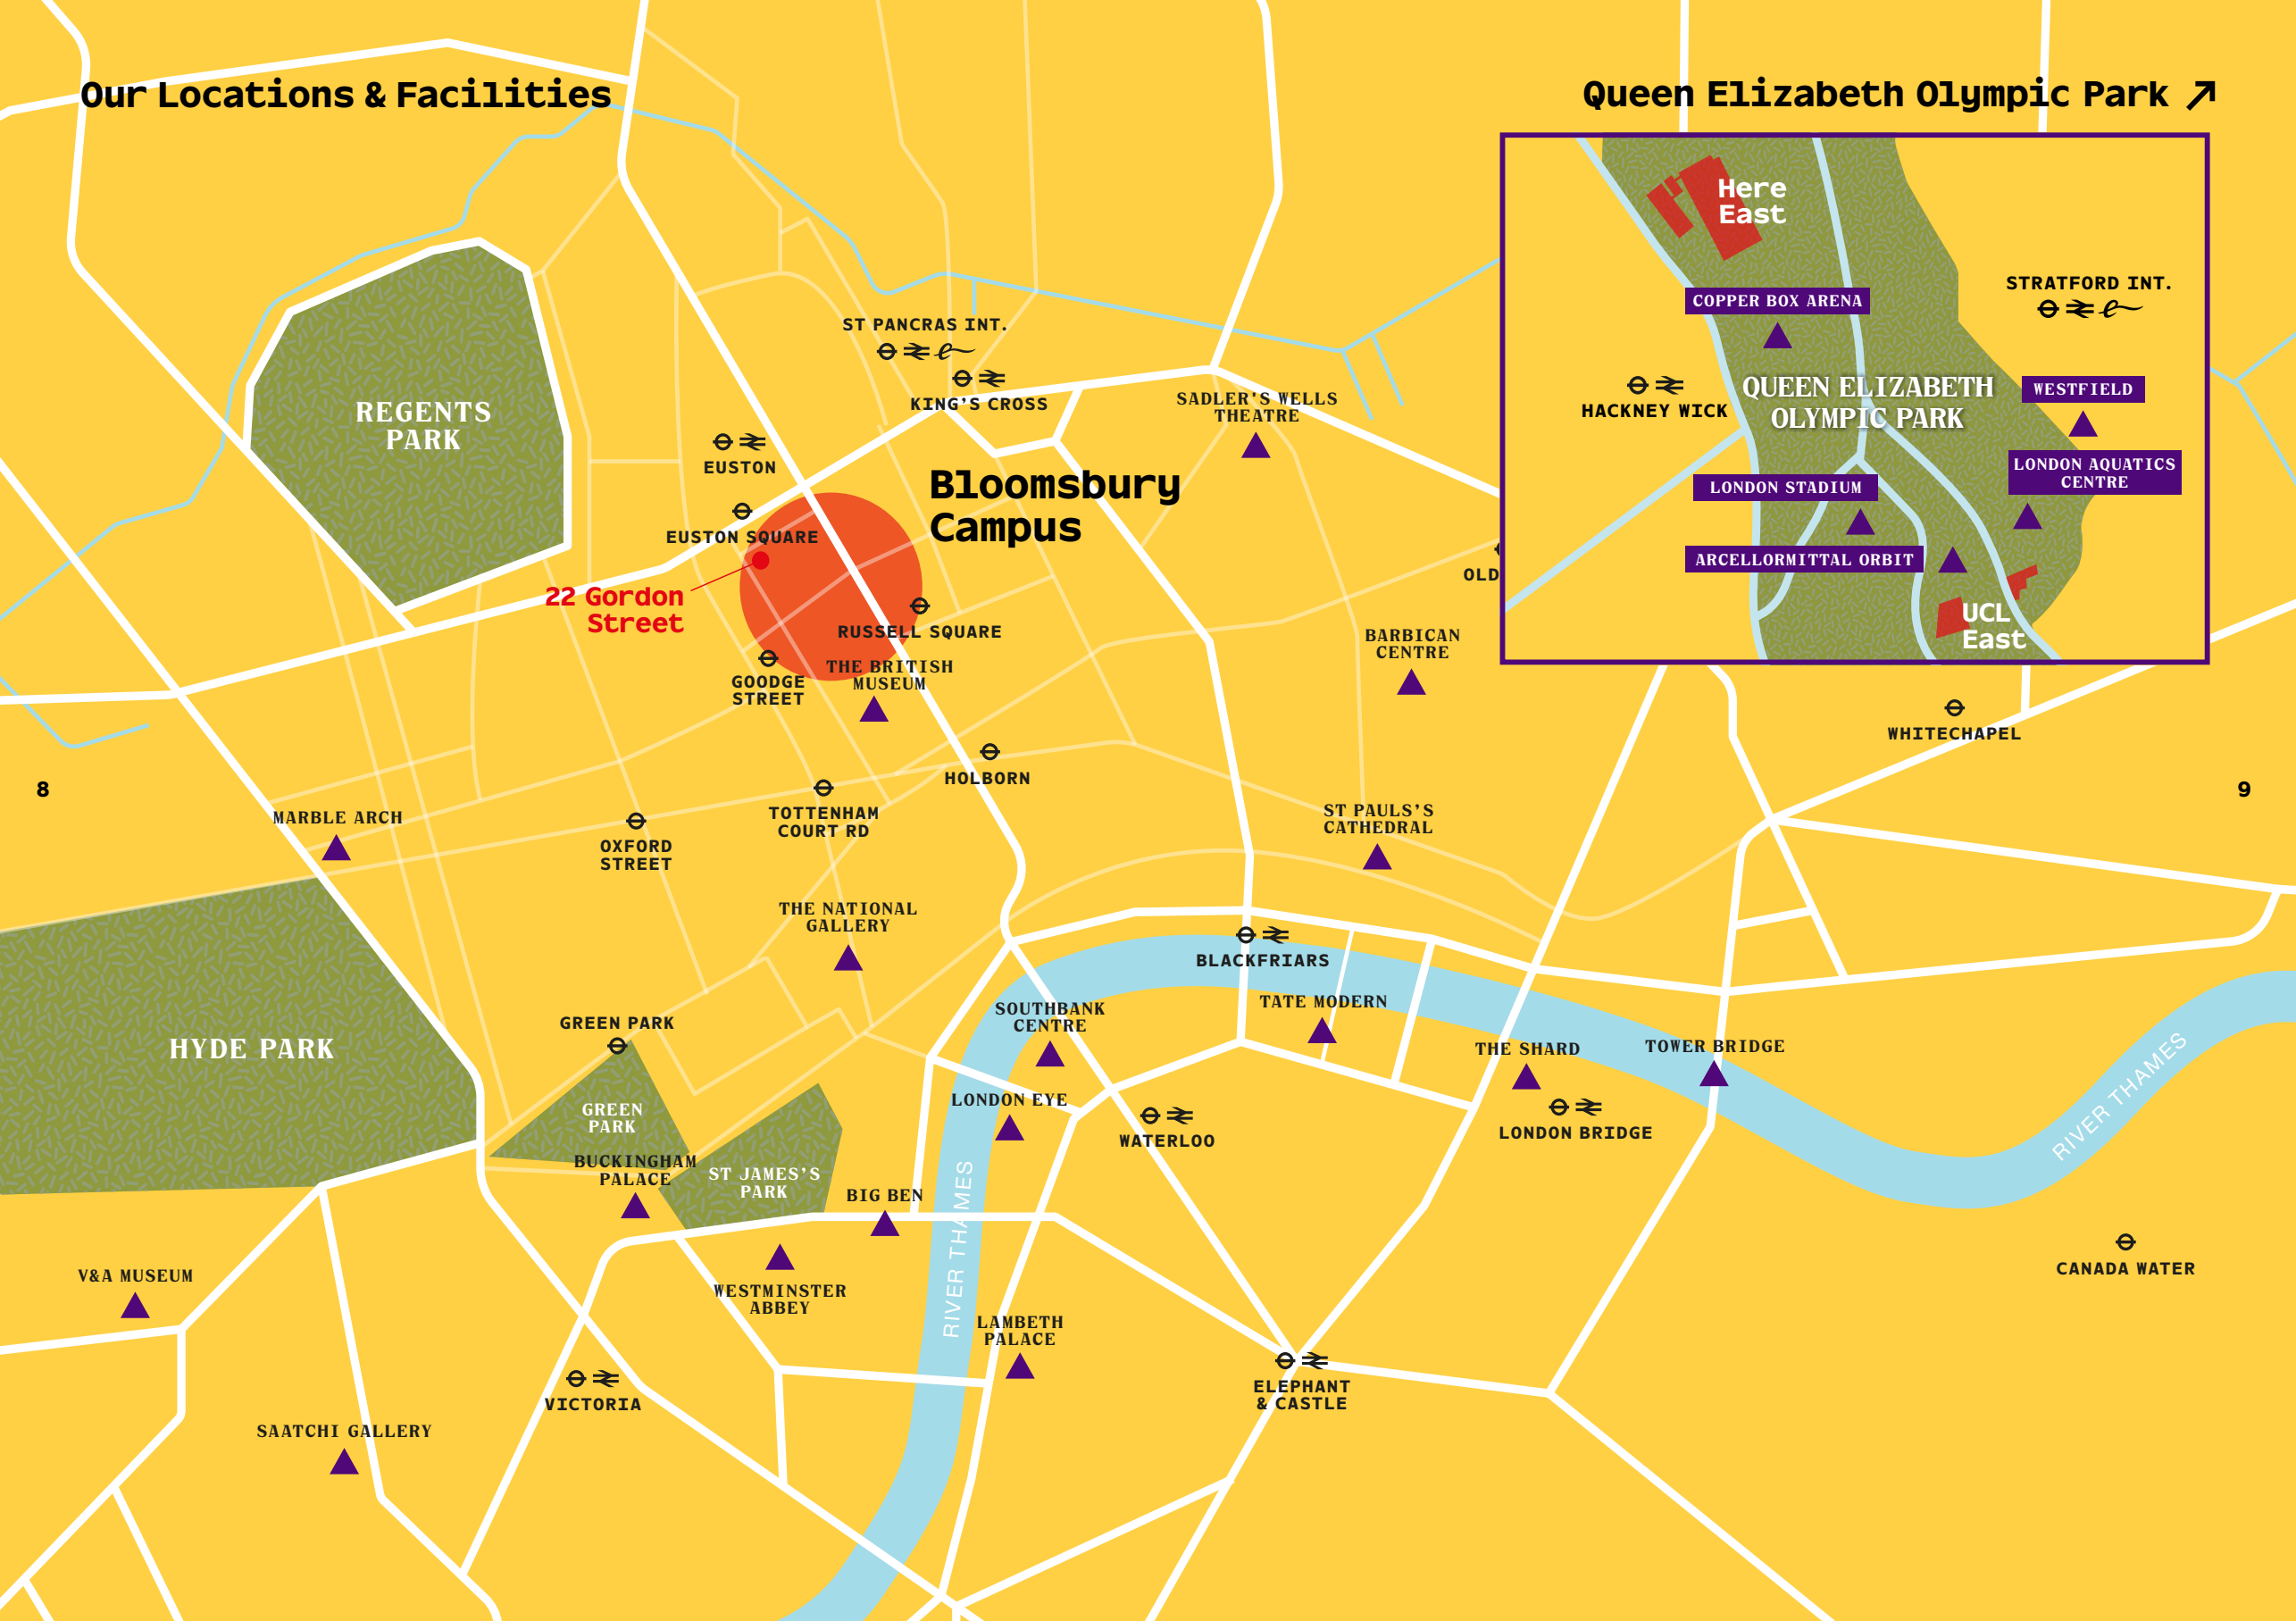 Our Locations & Facilities
Queen Elizabeth Olympic Park ↗
Here
East
COPPER BOX ARENA
STRATFORD INT.
HACKNEY WICK
QUEEN ELIZABETH
OLYMPIC PARK
WESTFIELD
LONDON AQUATICS
CENTRE
LONDON STADIUM
ARCELLORMITTAL ORBIT
UCL
East
ST PANCRAS INT.
KING'S CROSS
SADLER'S WELLS
THEATRE
REGENTS
PARK
EUSTON
Bloomsbury
Campus
EUSTON SQUARE
OLD
22 Gordon
Street
RUSSELL SQUARE
BARBICAN
CENTRE
THE BRITISH
MUSEUM
GOODGE
STREET
WHITECHAPEL
HOLBORN
8
9
MARBLE ARCH
TOTTENHAM
COURT RD
ST PAULS'S
CATHEDRAL
OXFORD
STREET
THE NATIONAL
GALLERY
BLACKFRIARS
TATE MODERN
SOUTHBANK
CENTRE
GREEN PARK
HYDE PARK
THE SHARD
TOWER BRIDGE
RIVER THAMES
LONDON EYE
GREEN
PARK
WATERLOO
LONDON BRIDGE
BUCKINGHAM
PALACE
ST JAMES'S
PARK
BIG BEN
RIVER THAMES
CANADA WATER
V&A MUSEUM
WESTMINSTER
ABBEY
LAMBETH
PALACE
VICTORIA
ELEPHANT
& CASTLE
SAATCHI GALLERY